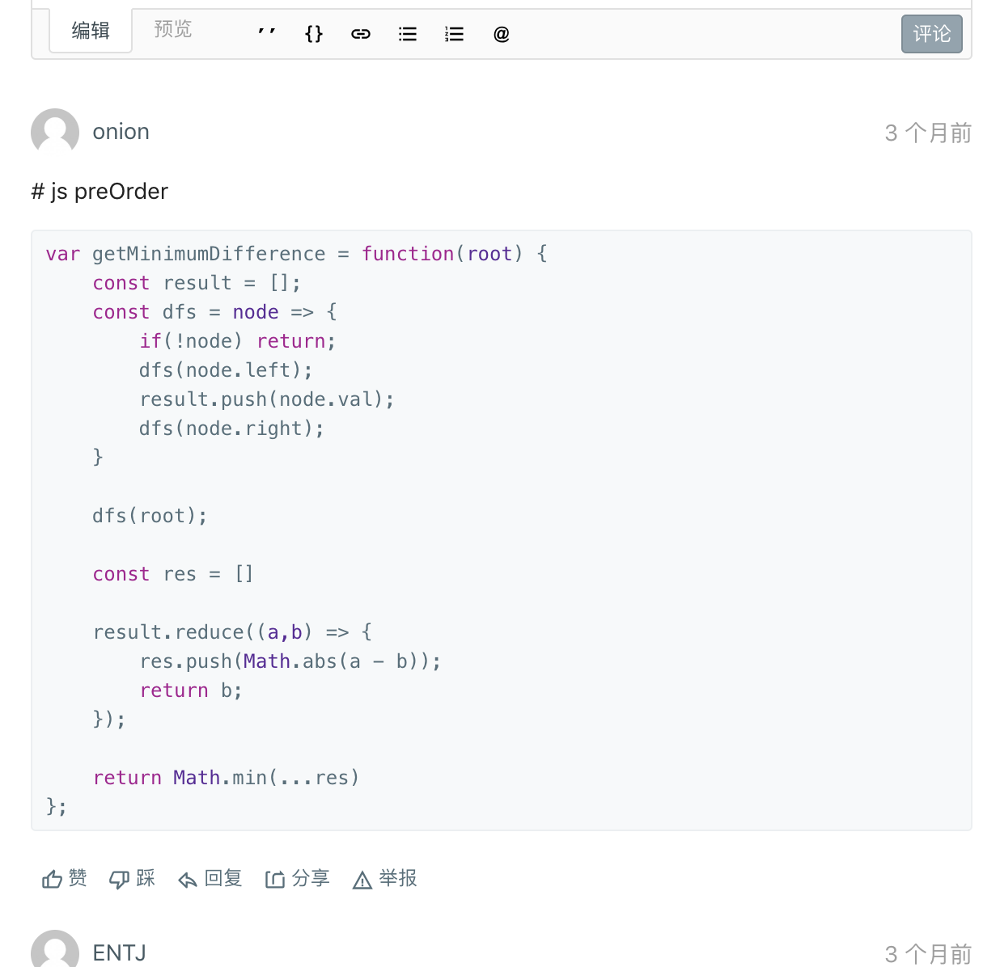 编辑 预览 ′′ {} @ 评论
onion 3 个月前
# js preOrder
var getMinimumDifference = function(root) {
    const result = [];
    const dfs = node => {
        if(!node) return;
        dfs(node.left);
        result.push(node.val);
        dfs(node.right);
    }
    dfs(root);
    const res = []
    result.reduce((a,b) => {
        res.push(Math.abs(a - b));
        return b;
    });
    return Math.min(...res)
};
赞 踩 回复 分享 举报
ENTJ 3 个月前